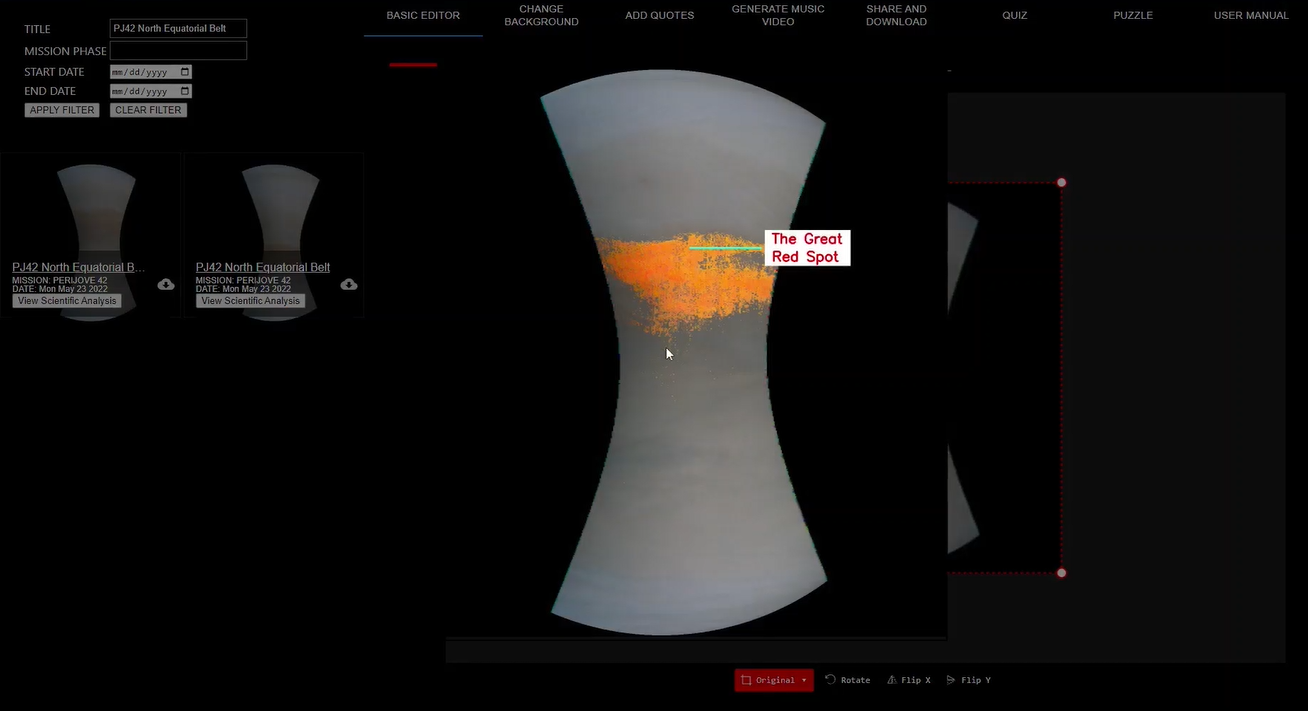 BASIC EDITOR
CHANGE
BACKGROUND
ADD QUOTES
GENERATE MUSIC
VIDEO
SHARE AND
DOWNLOAD
QUIZ
PUZZLE
USER MANUAL
TITLE PJ42 North Equatorial Belt
MISSION PHASE
START DATE mm/dd/yyyy
END DATE mm/dd/yyyy
APPLY FILTER CLEAR FILTER
PJ42 North Equatorial B...
MISSION: PERIJOVE 42
DATE: Mon May 23 2022
View Scientific Analysis
PJ42 North Equatorial Belt
MISSION: PERIJOVE 42
DATE: Mon May 23 2022
View Scientific Analysis
The Great
Red Spot
Original Rotate Flip X Flip Y